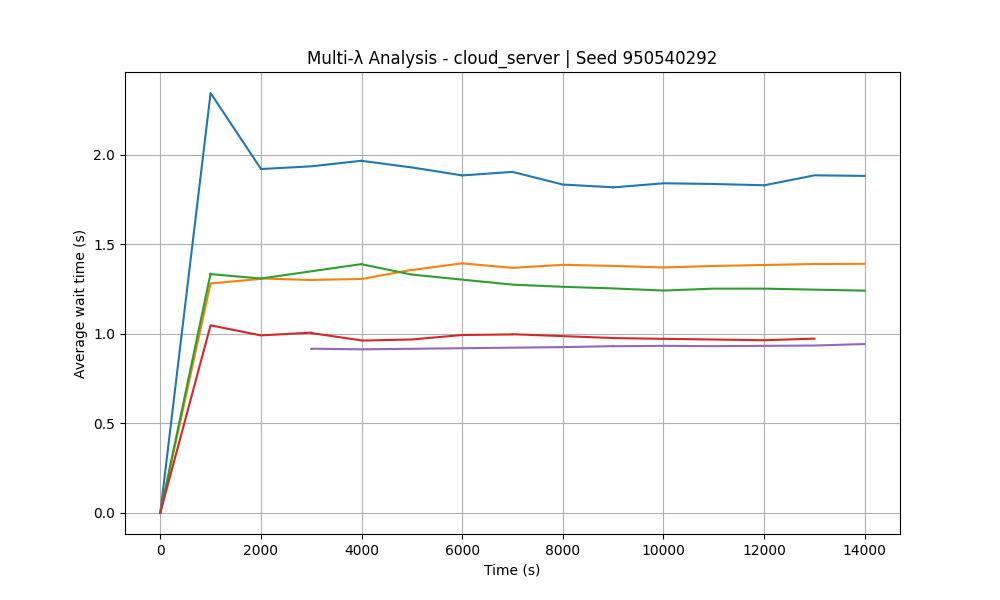 Multi-λ Analysis - cloud_server | Seed 950540292
Average wait time (s)
2.0
1.5
1.0
0.5
0.0
0 2000 4000 6000 8000 10000 12000 14000
Time (s)